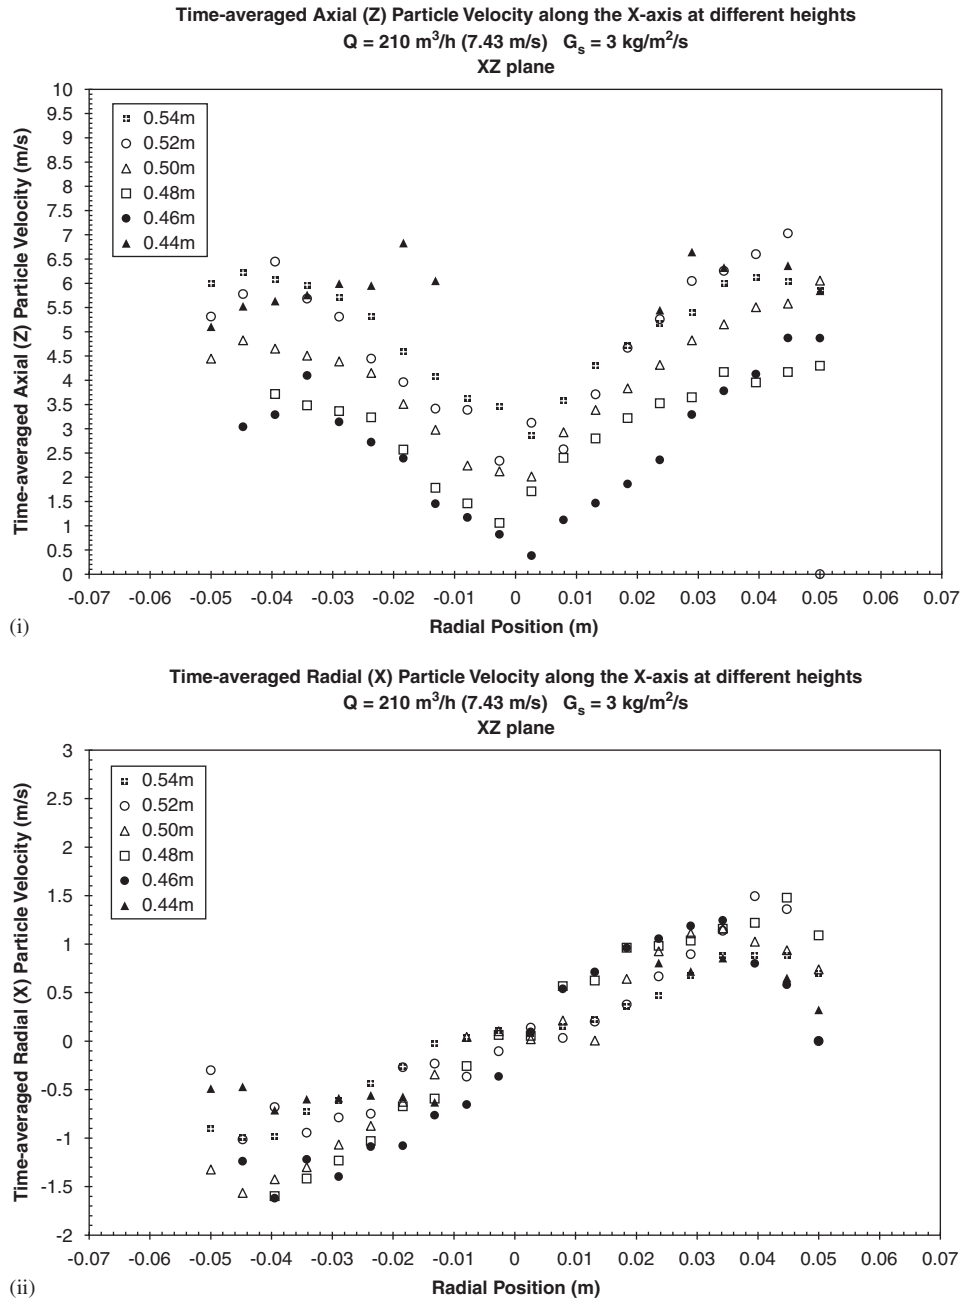 Time-averaged Axial (Z) Particle Velocity along the X-axis at different heights
Q = 210 m³/h (7.43 m/s)   Gₛ = 3 kg/m²/s
XZ plane
Time-averaged Axial (Z) Particle Velocity (m/s)
10
9.5
9
8.5
8
7.5
7
6.5
6
5.5
5
4.5
4
3.5
3
2.5
2
1.5
1
0.5
0
0.54m
0.52m
0.50m
0.48m
0.46m
0.44m
-0.07 -0.06 -0.05 -0.04 -0.03 -0.02 -0.01 0 0.01 0.02 0.03 0.04 0.05 0.06 0.07
Radial Position (m)
(i)
Time-averaged Radial (X) Particle Velocity along the X-axis at different heights
Q = 210 m³/h (7.43 m/s)   Gₛ = 3 kg/m²/s
XZ plane
Time-averaged Radial (X) Particle Velocity (m/s)
3
2.5
2
1.5
1
0.5
0
-0.5
-1
-1.5
-2
0.54m
0.52m
0.50m
0.48m
0.46m
0.44m
-0.07 -0.06 -0.05 -0.04 -0.03 -0.02 -0.01 0 0.01 0.02 0.03 0.04 0.05 0.06 0.07
Radial Position (m)
(ii)